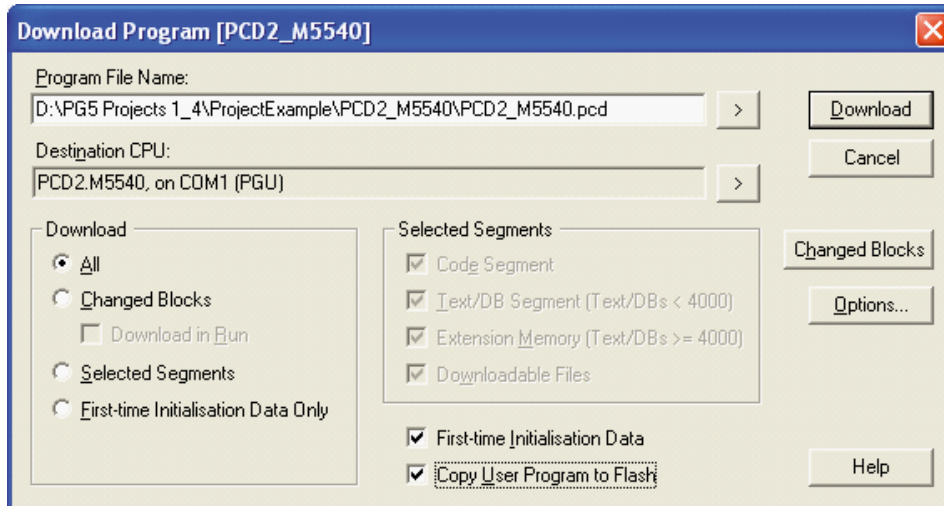 Download Program [PCD2_M5540]
Program File Name:
D:\PG5 Projects 1_4\ProjectExample\PCD2_M5540\PCD2_M5540.pcd
>
Download
Destination CPU:
Cancel
PCD2.M5540, on COM1 (PGU)
>
Download
All
Changed Blocks
Download in Run
Selected Segments
First-time Initialisation Data Only
Selected Segments
Code Segment
Text/DB Segment (Text/DBs < 4000)
Extension Memory (Text/DBs >= 4000)
Downloadable Files
First-time Initialisation Data
Copy User Program to Flash
Changed Blocks
Options...
Help